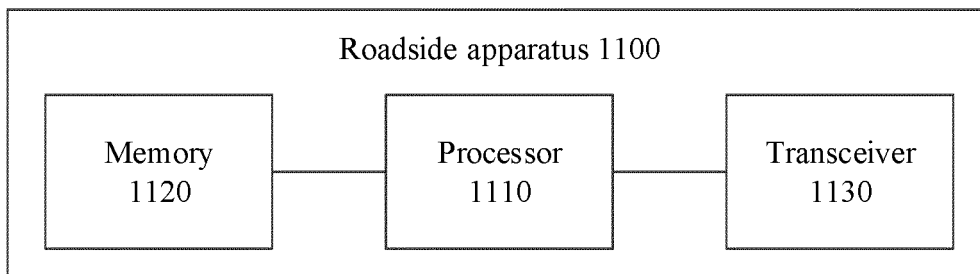 Roadside apparatus 1100
Memory
1120
Processor
1110
Transceiver
1130